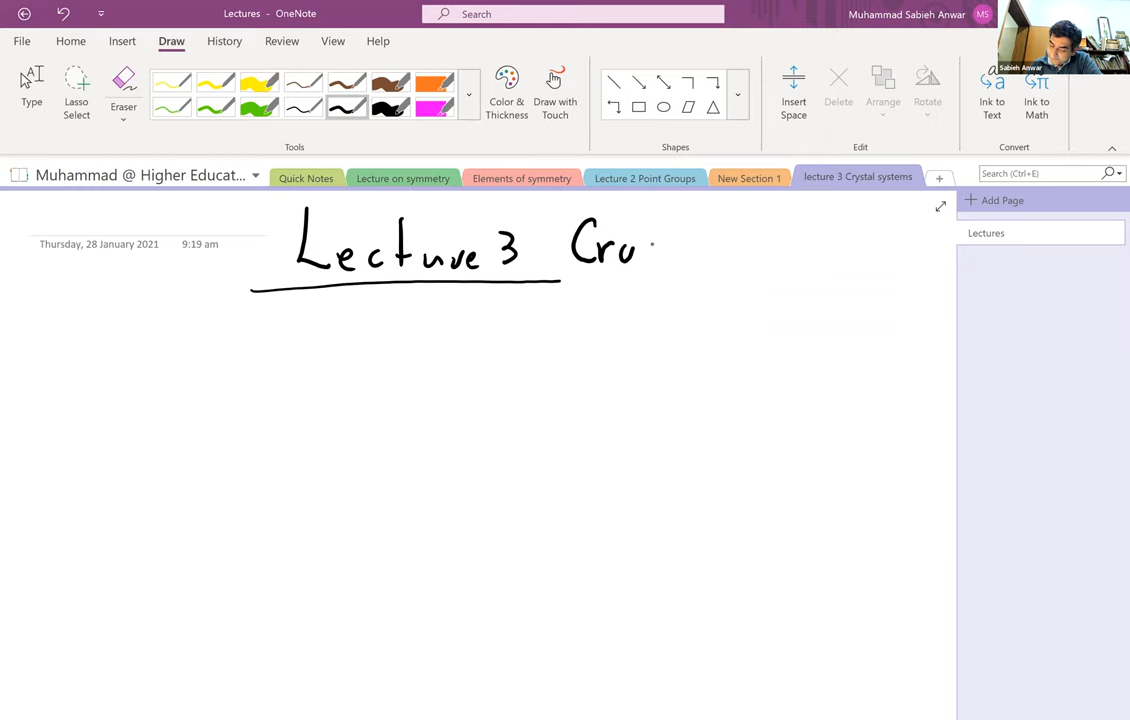 Lectures - OneNote
Search
Muhammad Sabieh Anwar
MS
Sabieh Anwar
File
Home
Insert
Draw
History
Review
View
Help
Type
Lasso Select
Eraser
Color & Thickness
Draw with Touch
Insert Space
Delete
Arrange
Rotate
Ink to Text
Ink to Math
Tools
Shapes
Edit
Convert
Muhammad @ Higher Educat...
Quick Notes
Lecture on symmetry
Elements of symmetry
Lecture 2 Point Groups
New Section 1
lecture 3 Crystal systems
Search (Ctrl+E)
Add Page
Lectures
Thursday, 28 January 2021
9:19 am
Lecture 3